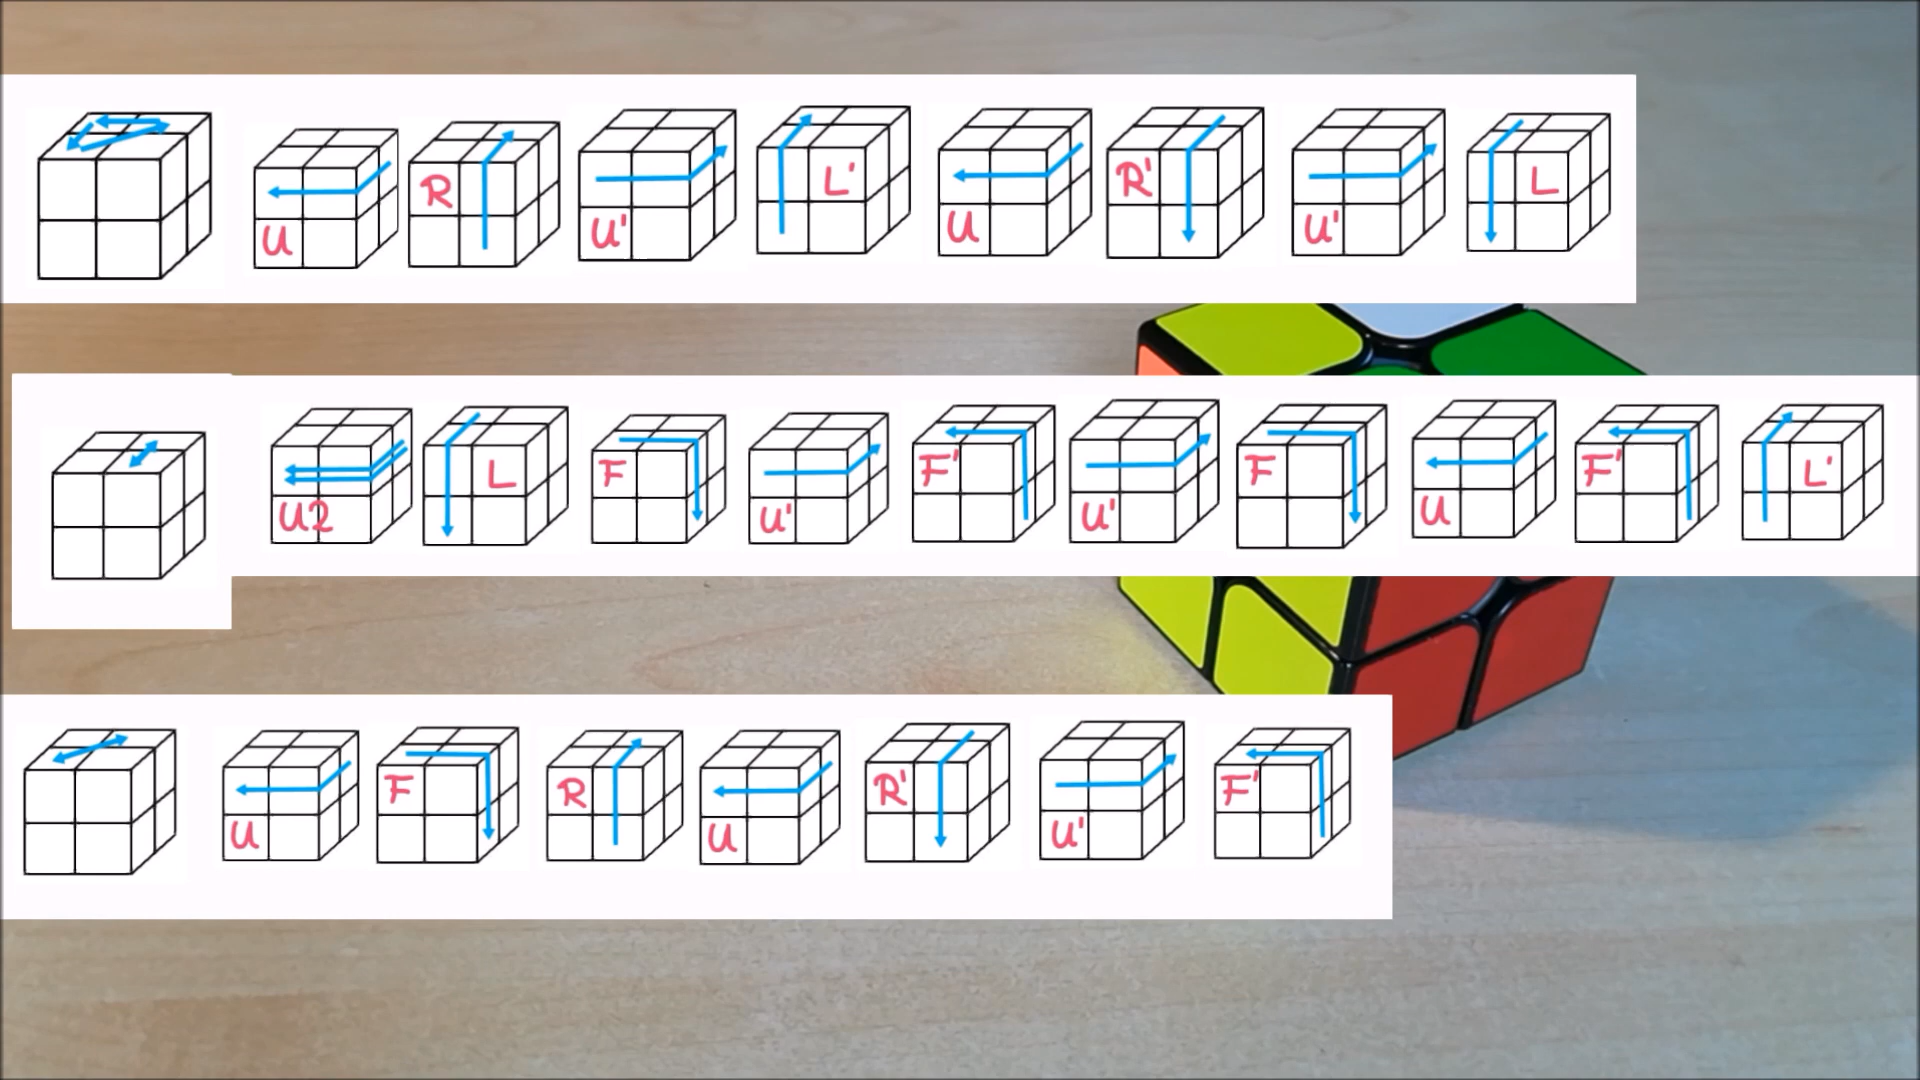 U R U' L' U R' U' L
U2 L F U' F' U' F U F' L'
U F R U R' U' F'